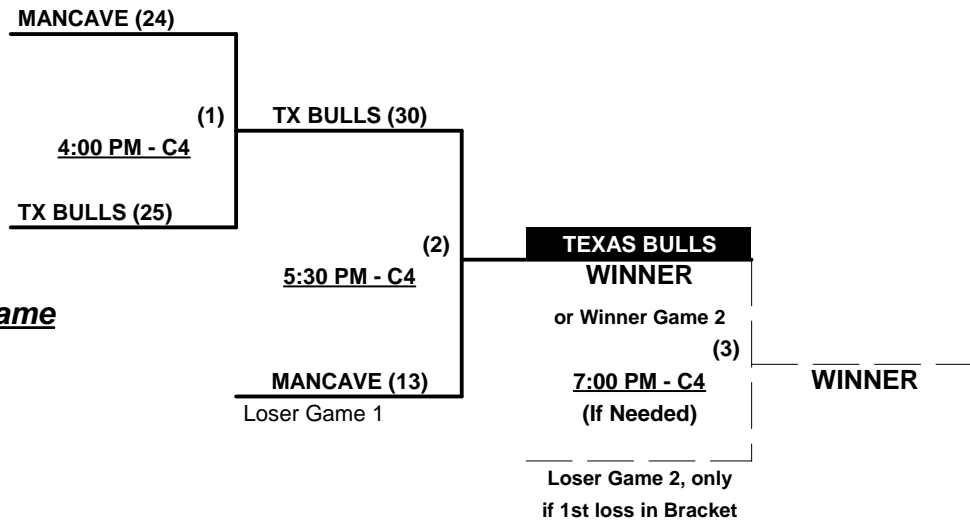 MANCAVE (24)
(1)
TX BULLS (30)
4:00 PM - C4
TX BULLS (25)
(2)
TEXAS BULLS
5:30 PM - C4
WINNER
or Winner Game 2
(3)
MANCAVE (13)
7:00 PM - C4
WINNER
Loser Game 1
(If Needed)
Loser Game 2, only
if 1st loss in Bracket